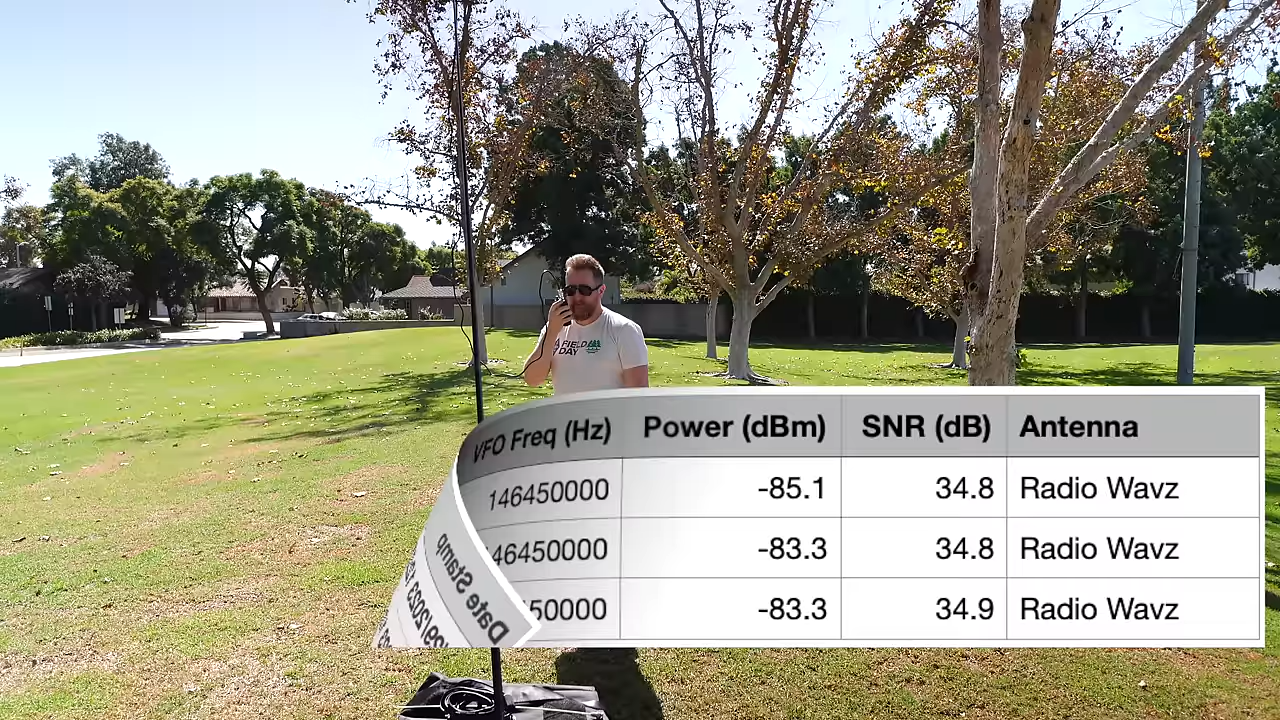 FIELD
DAY
VFO Freq (Hz) Power (dBm) SNR (dB) Antenna
146450000 -85.1 34.8 Radio Wavz
46450000 -83.3 34.8 Radio Wavz
50000 -83.3 34.9 Radio Wavz
Date Stamp